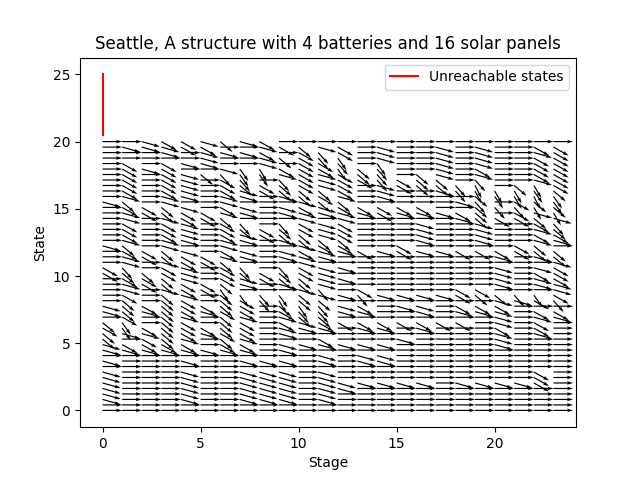 Seattle, A structure with 4 batteries and 16 solar panels
Unreachable states
25
20
15
10
5
0
State
0 5 10 15 20
Stage